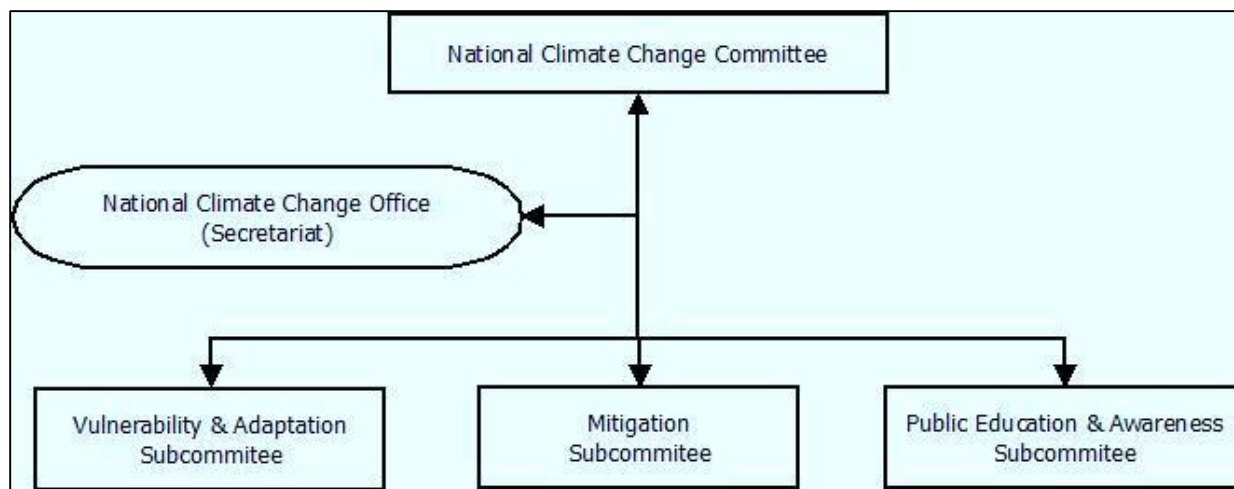 National Climate Change Committee
National Climate Change Office
(Secretariat)
Vulnerability & Adaptation
Subcommitee
Mitigation
Subcommitee
Public Education & Awareness
Subcommitee